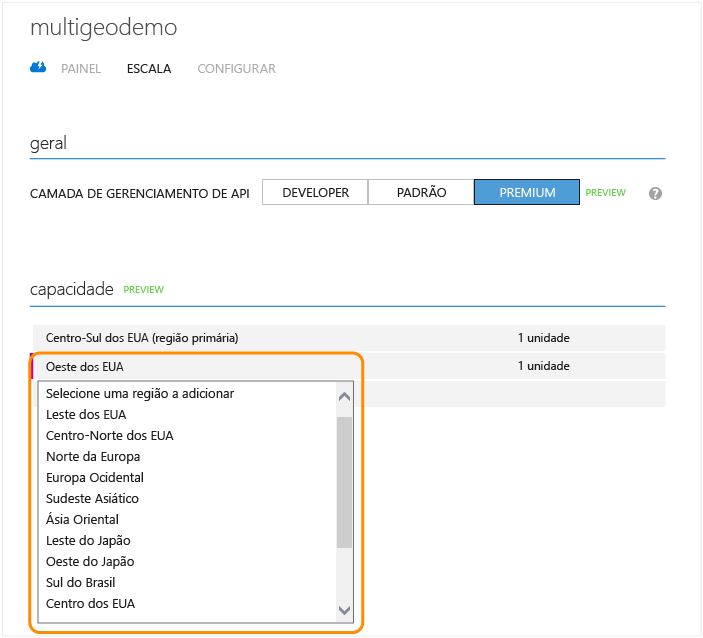 multigeodemo
PAINEL ESCALA CONFIGURAR
geral
CAMADA DE GERENCIAMENTO DE API DEVELOPER PADRÃO PREMIUM PREVIEW ?
capacidade PREVIEW
Centro-Sul dos EUA (região primária) 1 unidade
Oeste dos EUA 1 unidade
Selecione uma região a adicionar
Leste dos EUA
Centro-Norte dos EUA
Norte da Europa
Europa Ocidental
Sudeste Asiático
Ásia Oriental
Leste do Japão
Oeste do Japão
Sul do Brasil
Centro dos EUA